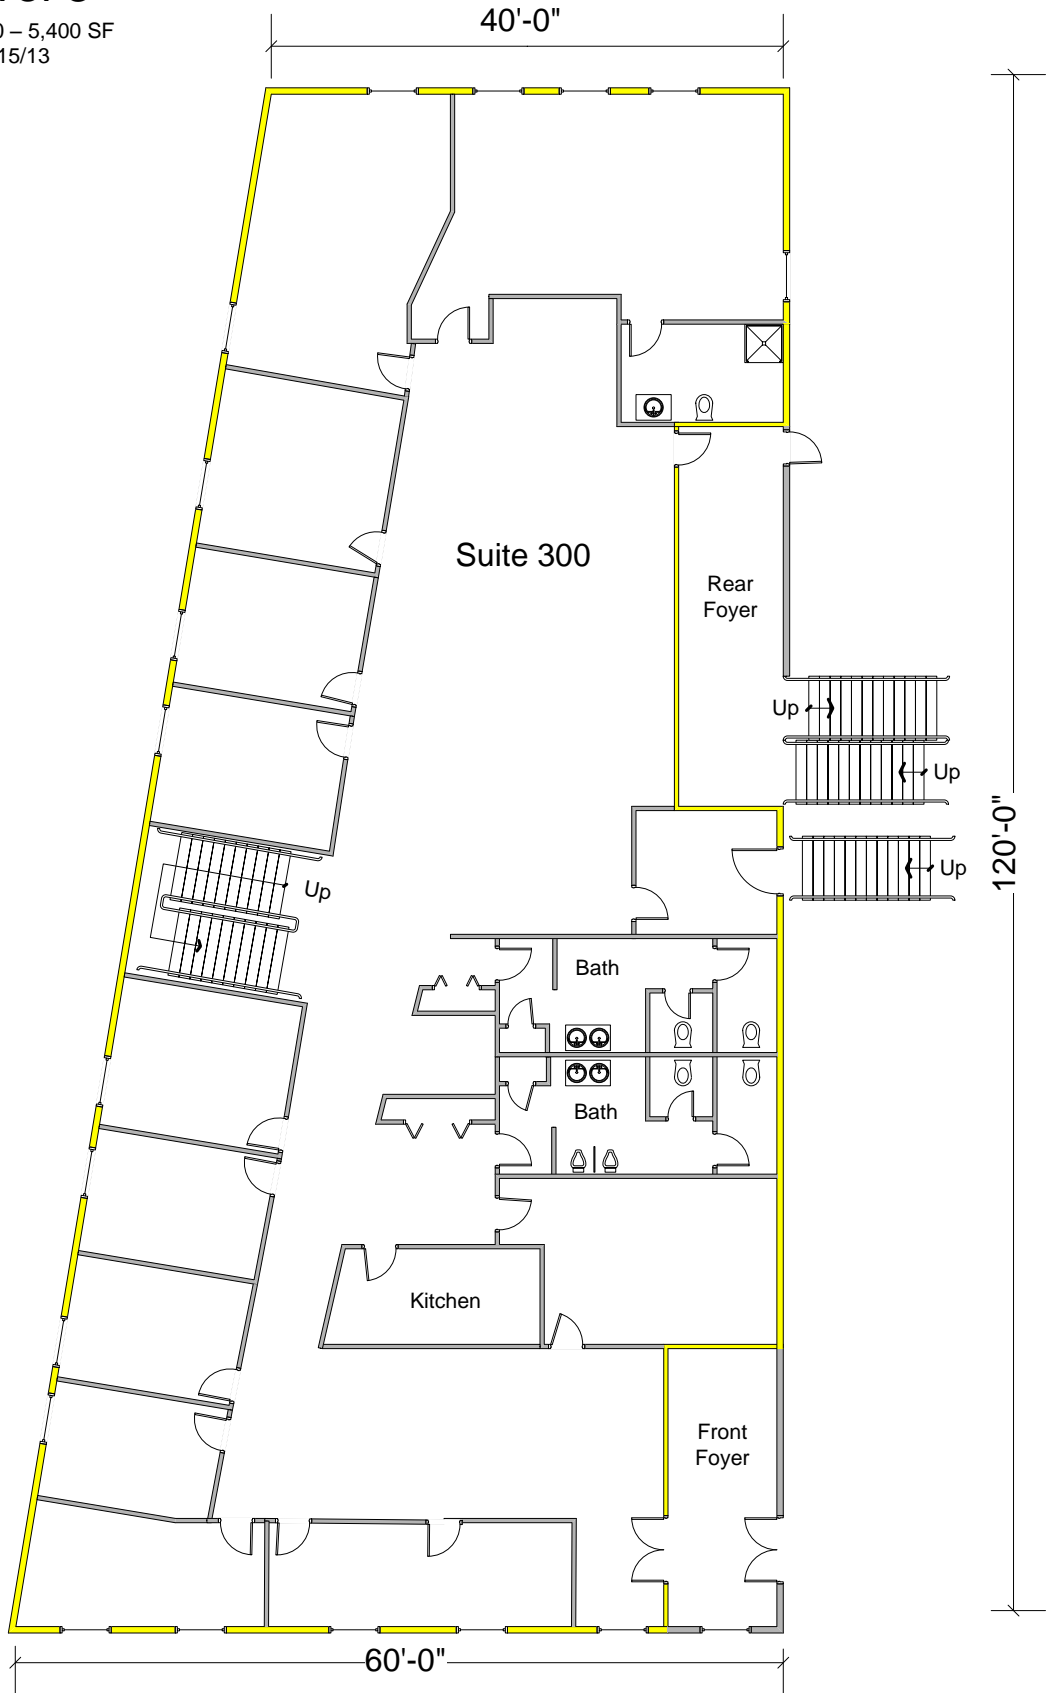 – 5,400 SF
15/13
40'-0"
Suite 300
Rear
Foyer
Up
Up
120'-0"
Up
Up
Bath
Bath
Kitchen
Front
Foyer
60'-0"